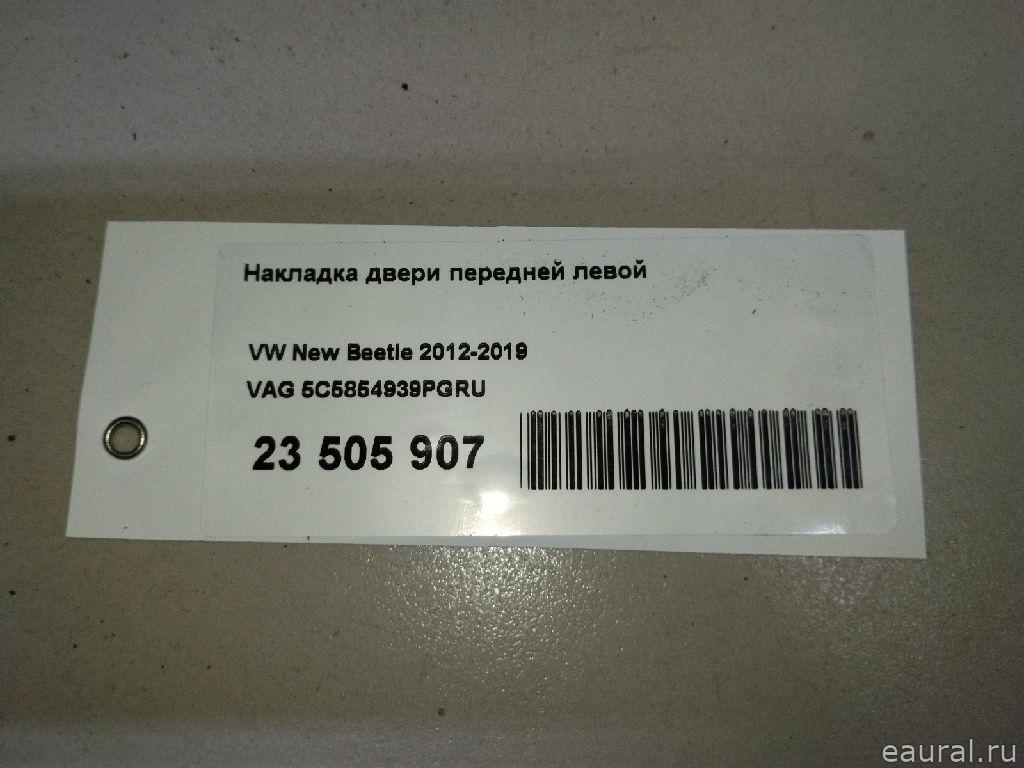 Накладка двери передней левой
VW New Beetle 2012-2019
VAG 5C5854939PGRU
23 505 907
eaural.ru